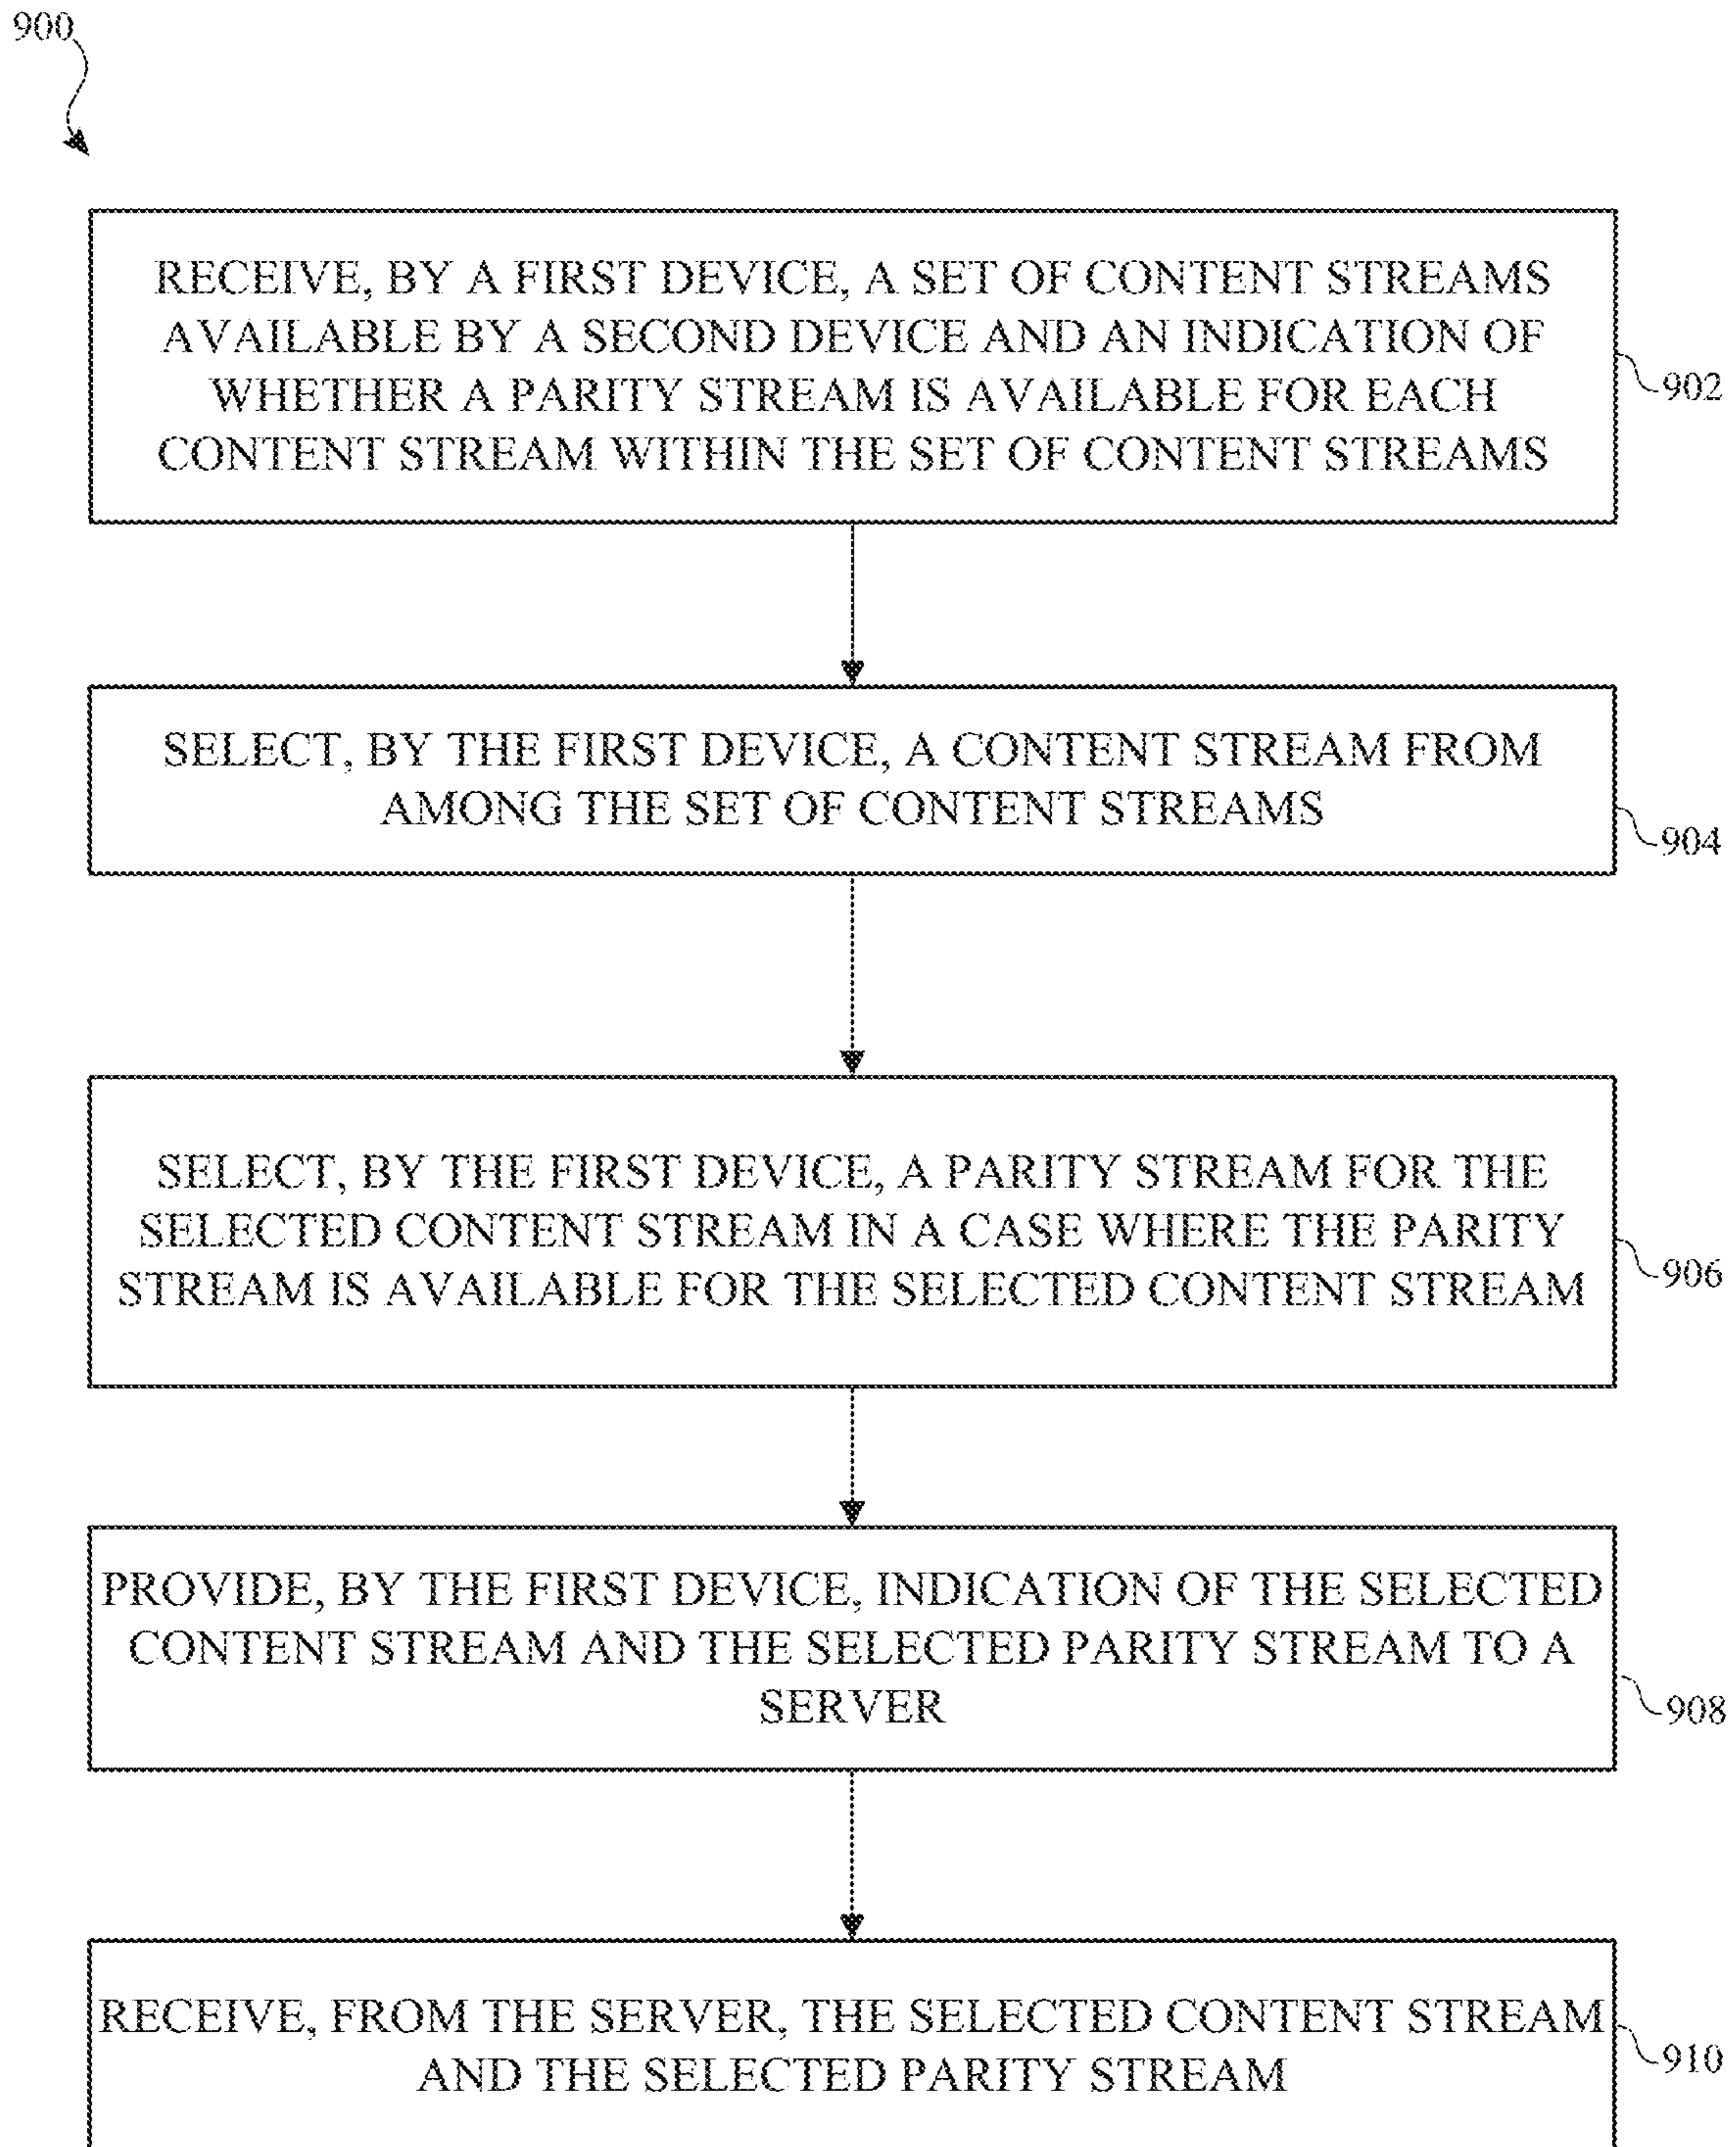 900
RECEIVE, BY A FIRST DEVICE, A SET OF CONTENT STREAMS
AVAILABLE BY A SECOND DEVICE AND AN INDICATION OF
WHETHER A PARITY STREAM IS AVAILABLE FOR EACH
CONTENT STREAM WITHIN THE SET OF CONTENT STREAMS
902
SELECT, BY THE FIRST DEVICE, A CONTENT STREAM FROM
AMONG THE SET OF CONTENT STREAMS
904
SELECT, BY THE FIRST DEVICE, A PARITY STREAM FOR THE
SELECTED CONTENT STREAM IN A CASE WHERE THE PARITY
STREAM IS AVAILABLE FOR THE SELECTED CONTENT STREAM
906
PROVIDE, BY THE FIRST DEVICE, INDICATION OF THE SELECTED
CONTENT STREAM AND THE SELECTED PARITY STREAM TO A
SERVER
908
RECEIVE, FROM THE SERVER, THE SELECTED CONTENT STREAM
AND THE SELECTED PARITY STREAM
910